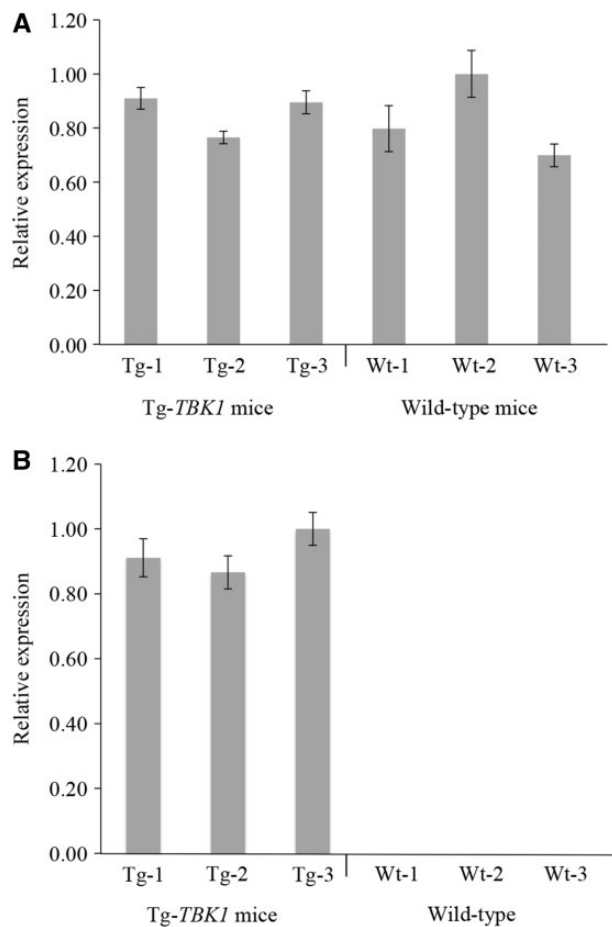 A
Relative expression
1.20
1.00
0.80
0.60
0.40
0.20
0.00
Tg-1 Tg-2 Tg-3 Wt-1 Wt-2 Wt-3
Tg-TBK1 mice Wild-type mice
B
Relative expression
1.20
1.00
0.80
0.60
0.40
0.20
0.00
Tg-1 Tg-2 Tg-3 Wt-1 Wt-2 Wt-3
Tg-TBK1 mice Wild-type